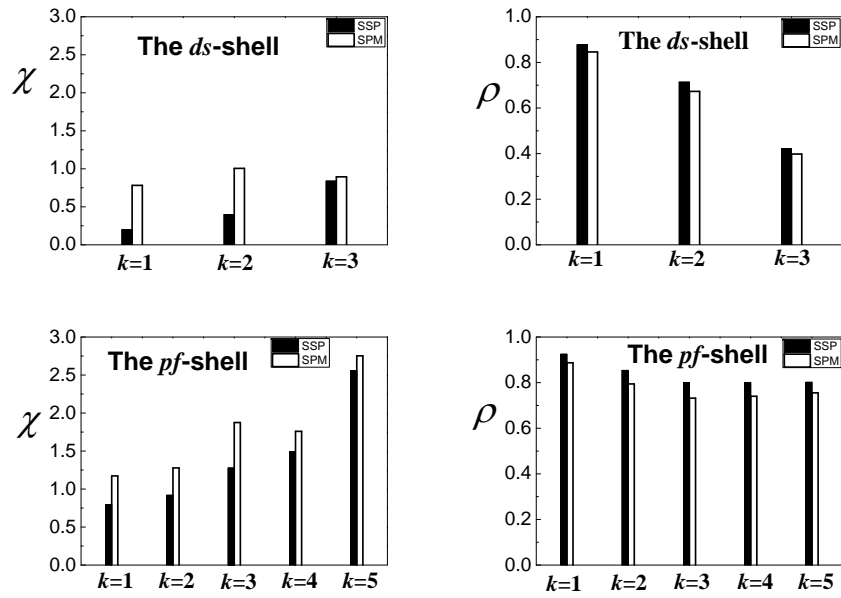 The ds-shell
SSP
SPM
χ
3.0
2.5
2.0
1.5
1.0
0.5
0.0
k=1 k=2 k=3
The ds-shell
SSP
SPM
ρ
1.0
0.8
0.6
0.4
0.2
0.0
k=1 k=2 k=3
The pf-shell
SSP
SPM
χ
3.0
2.5
2.0
1.5
1.0
0.5
0.0
k=1 k=2 k=3 k=4 k=5
The pf-shell
SSP
SPM
ρ
1.0
0.8
0.6
0.4
0.2
0.0
k=1 k=2 k=3 k=4 k=5